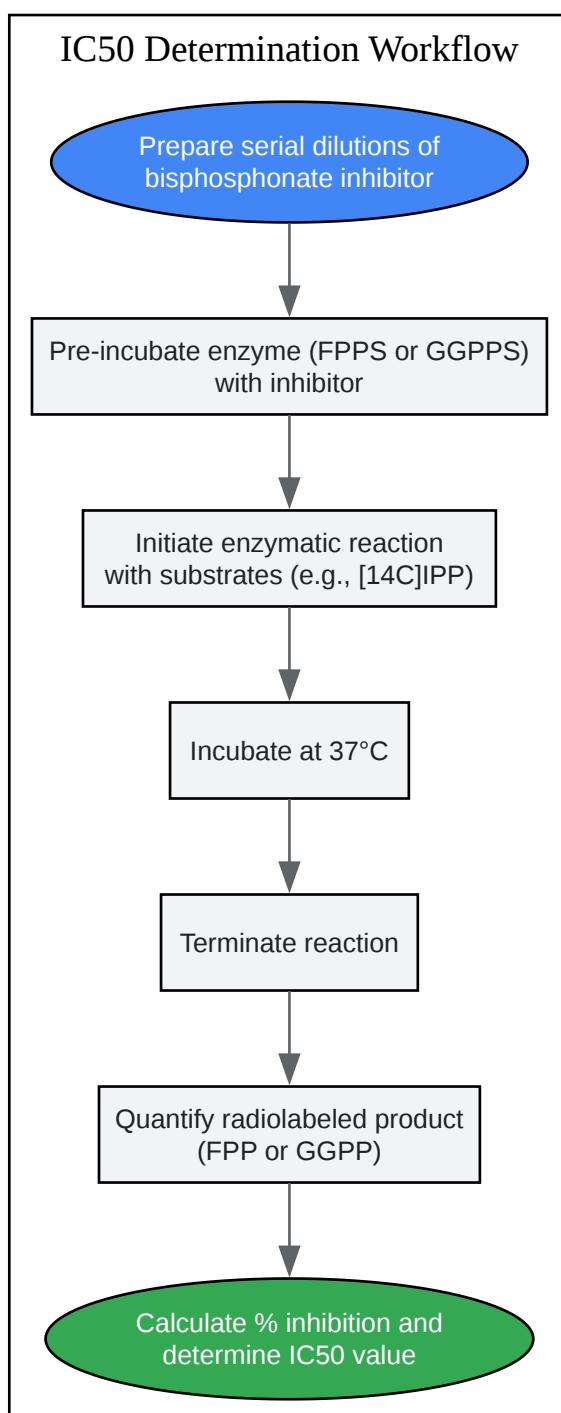 IC50 Determination Workflow
Prepare serial dilutions of
bisphosphonate inhibitor
Pre-incubate enzyme (FPPS or GGPPS)
with inhibitor
Initiate enzymatic reaction
with substrates (e.g., [14C]IPP)
Incubate at 37°C
Terminate reaction
Quantify radiolabeled product
(FPP or GGPP)
Calculate % inhibition and
determine IC50 value